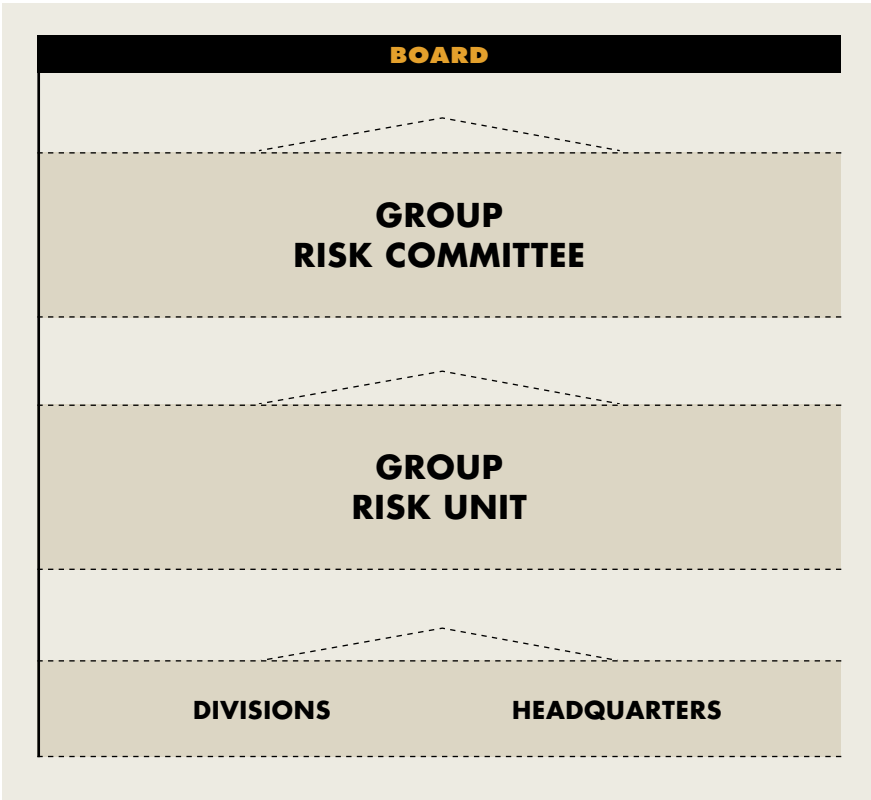 BOARD
GROUP
RISK COMMITTEE
GROUP
RISK UNIT
DIVISIONS HEADQUARTERS